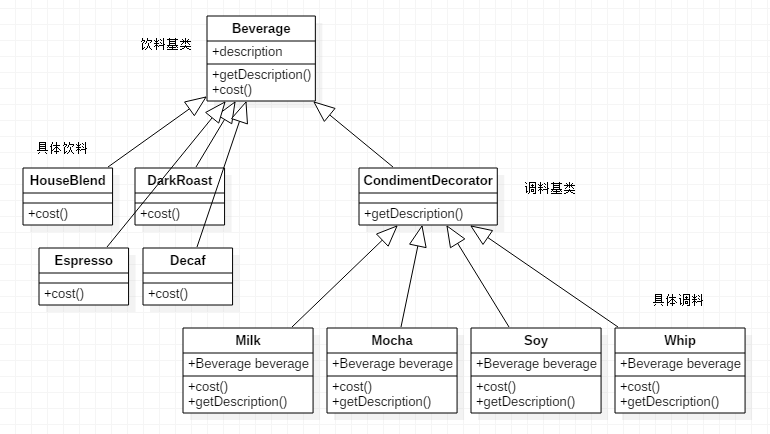 Beverage
饮料基类
+description
+getDescription()
+cost()
具体饮料
HouseBlend
+cost()
DarkRoast
+cost()
CondimentDecorator
+getDescription()
调料基类
Espresso
+cost()
Decaf
+cost()
具体调料
Milk
+Beverage beverage
+cost()
+getDescription()
Mocha
+Beverage beverage
+cost()
+getDescription()
Soy
+Beverage beverage
+cost()
+getDescription()
Whip
+Beverage beverage
+cost()
+getDescription()